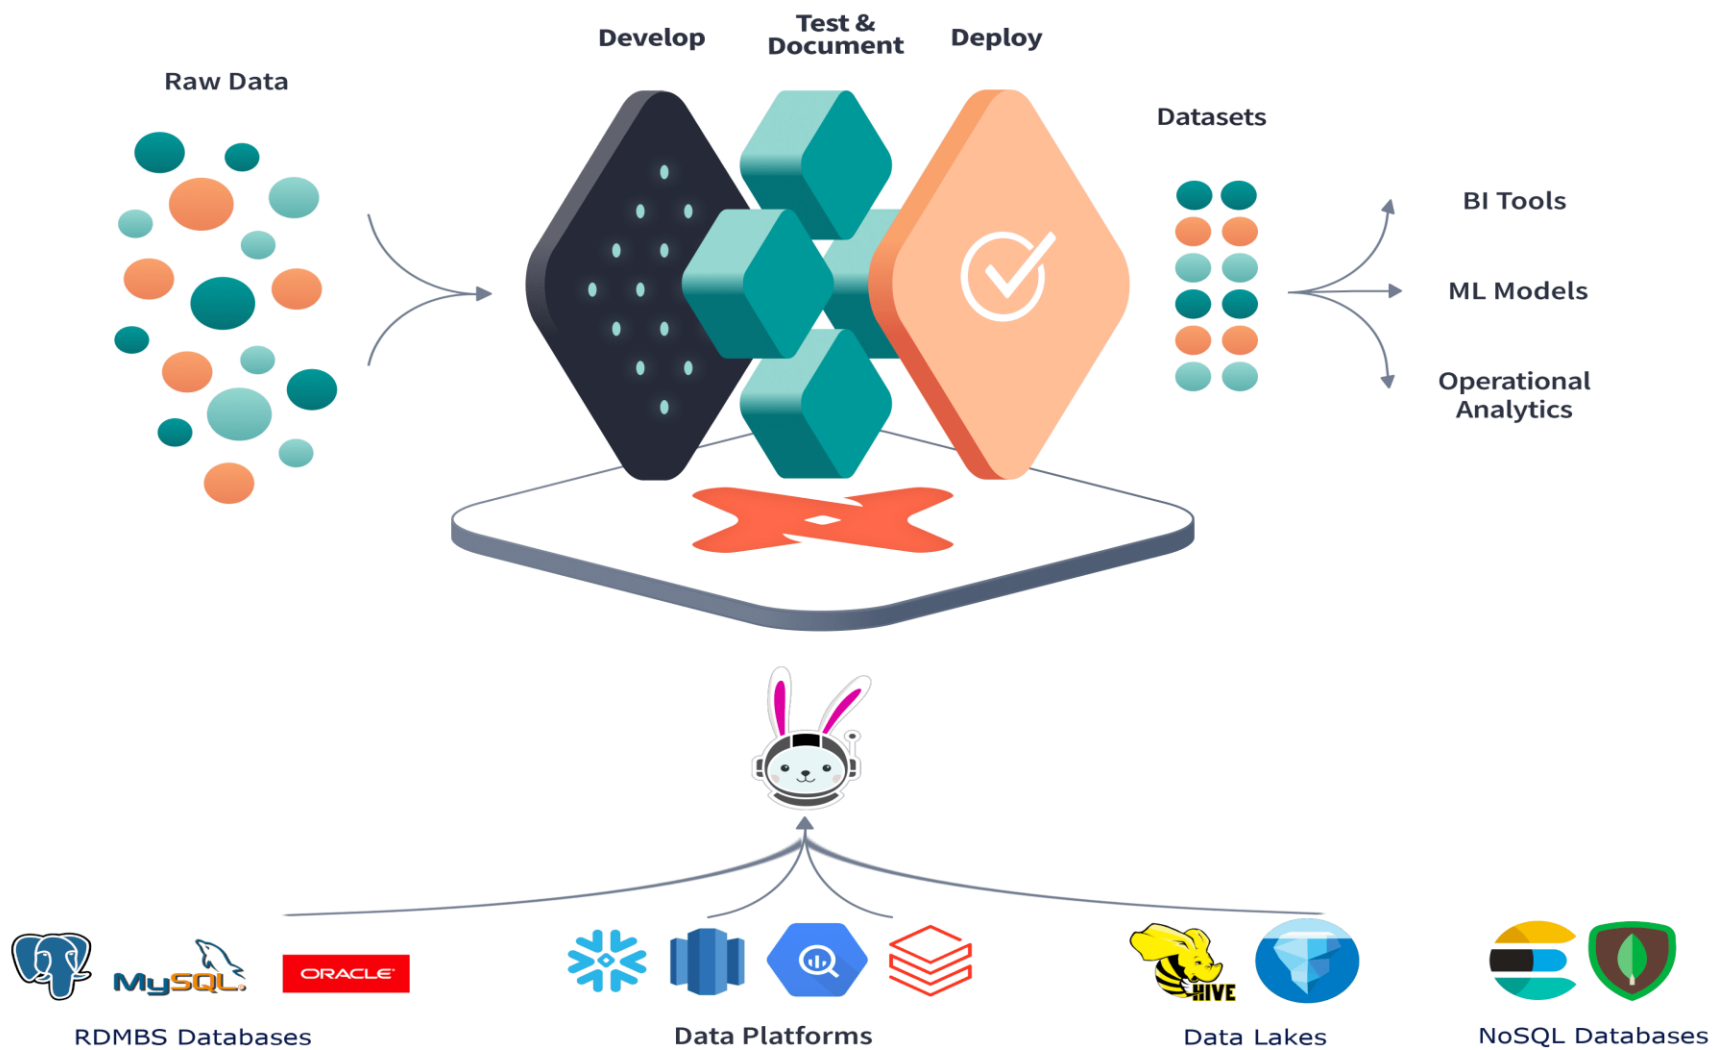 Raw Data
Develop
Test &
Document
Deploy
Datasets
BI Tools
ML Models
Operational
Analytics
MySQL
ORACLE
HIVE
RDMBS Databases
Data Platforms
Data Lakes
NoSQL Databases